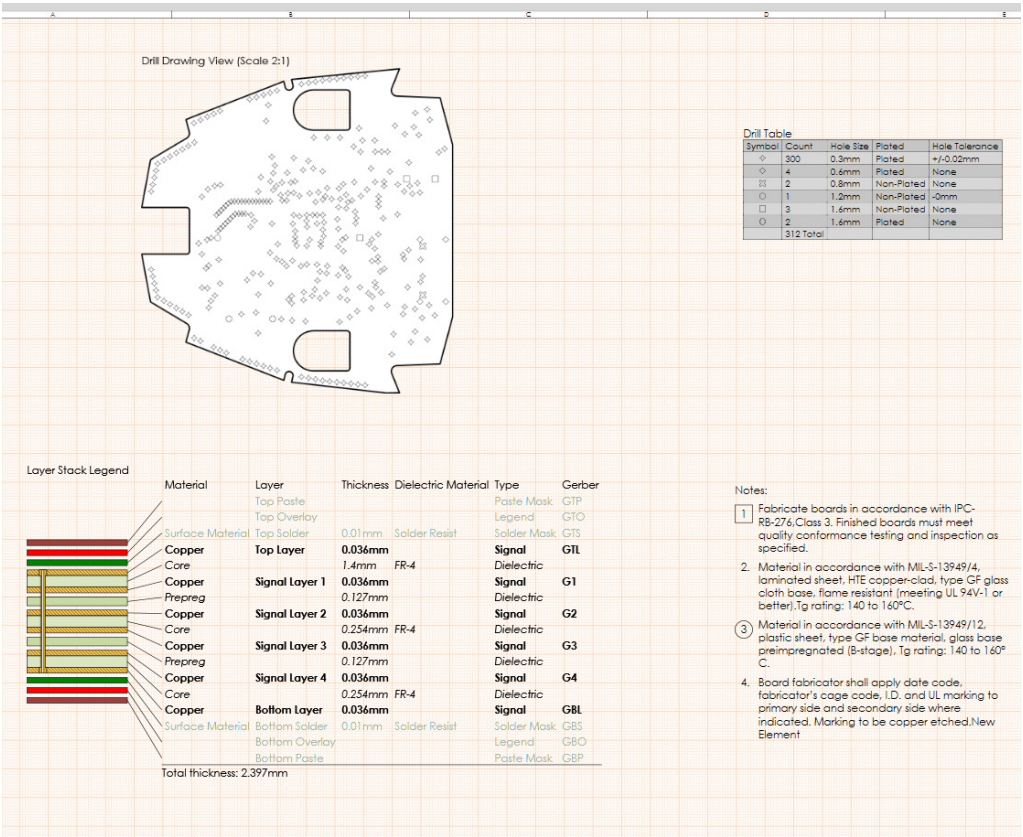 A B C D E
Drill Drawing View (Scale 2:1)
Drill Table
Symbol Count Hole Size Plated Hole Tolerance
300 0.3mm Plated +/-0.02mm
4 0.6mm Plated None
2 0.8mm Non-Plated None
1 1.2mm Non-Plated -0mm
3 1.6mm Non-Plated None
2 1.6mm Plated None
312 Total
Layer Stack Legend
Material Layer Thickness Dielectric Material Type Gerber
Top Paste Paste Mask GTP
Top Overlay Legend GTO
Surface Material Top Solder 0.01mm Solder Resist Solder Mask GTS
Copper Top Layer 0.036mm Signal GTL
Core 1.4mm FR-4 Dielectric
Copper Signal Layer 1 0.036mm Signal G1
Prepreg 0.127mm Dielectric
Copper Signal Layer 2 0.036mm Signal G2
Core 0.254mm FR-4 Dielectric
Copper Signal Layer 3 0.036mm Signal G3
Prepreg 0.127mm Dielectric
Copper Signal Layer 4 0.036mm Signal G4
Core 0.254mm FR-4 Dielectric
Copper Bottom Layer 0.036mm Signal GBL
Surface Material Bottom Solder 0.01mm Solder Resist Solder Mask GBS
Bottom Overlay Legend GBO
Bottom Paste Paste Mask GBP
Total thickness: 2.397mm
Notes:
1 Fabricate boards in accordance with IPC-
RB-276,Class 3. Finished boards must meet
quality conformance testing and inspection as
specified.
2. Material in accordance with MIL-S-13949/4,
laminated sheet, HTE copper-clad, type GF glass
cloth base, flame resistant (meeting UL 94V-1 or
better).Tg rating: 140 to 160°C.
3 Material in accordance with MIL-S-13949/12,
plastic sheet, type GF base material, glass base
preimpregnated (B-stage), Tg rating: 140 to 160°
C.
4. Board fabricator shall apply date code,
fabricator's cage code, I.D. and UL marking to
primary side and secondary side where
indicated. Marking to be copper etched.New
Element